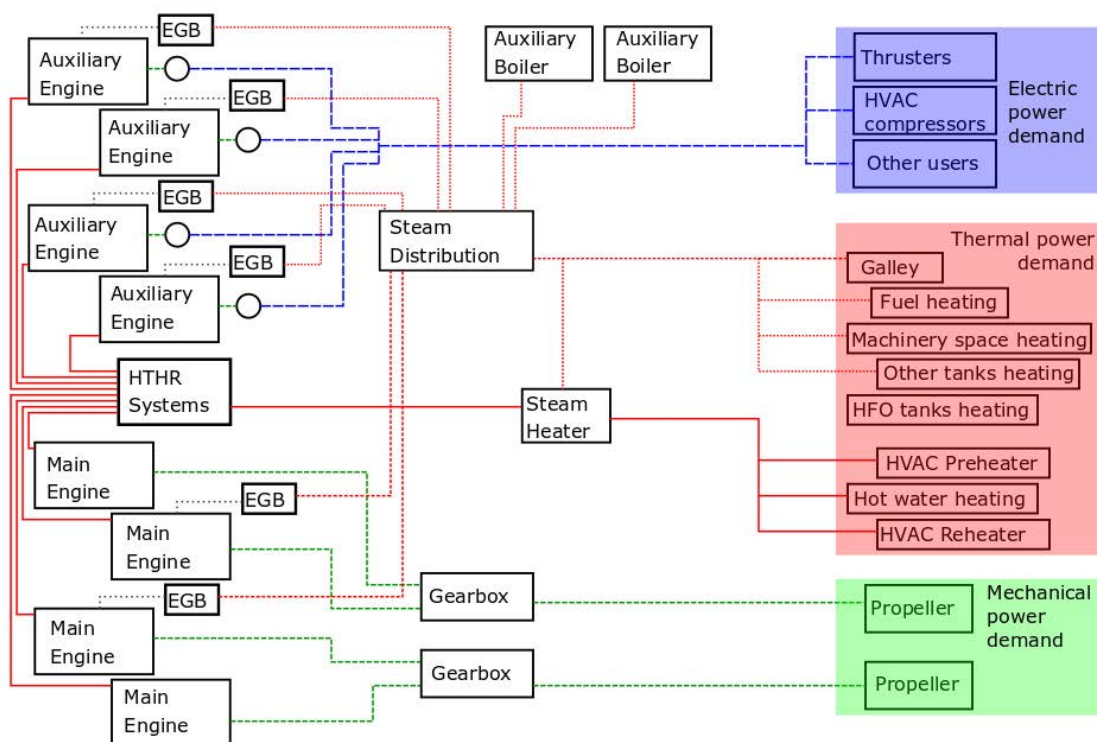 EGB
Auxiliary
Engine
EGB
Auxiliary
Engine
EGB
Auxiliary
Engine
EGB
Auxiliary
Engine
Auxiliary
Boiler
Auxiliary
Boiler
Steam
Distribution
HTHR
Systems
Steam
Heater
Main
Engine
EGB
Main
Engine
EGB
Main
Engine
Main
Engine
Gearbox
Gearbox
Thrusters
HVAC
compressors
Other users
Electric
power
demand
Thermal power
demand
Galley
Fuel heating
Machinery space heating
Other tanks heating
HFO tanks heating
HVAC Preheater
Hot water heating
HVAC Reheater
Propeller
Mechanical
power
demand
Propeller